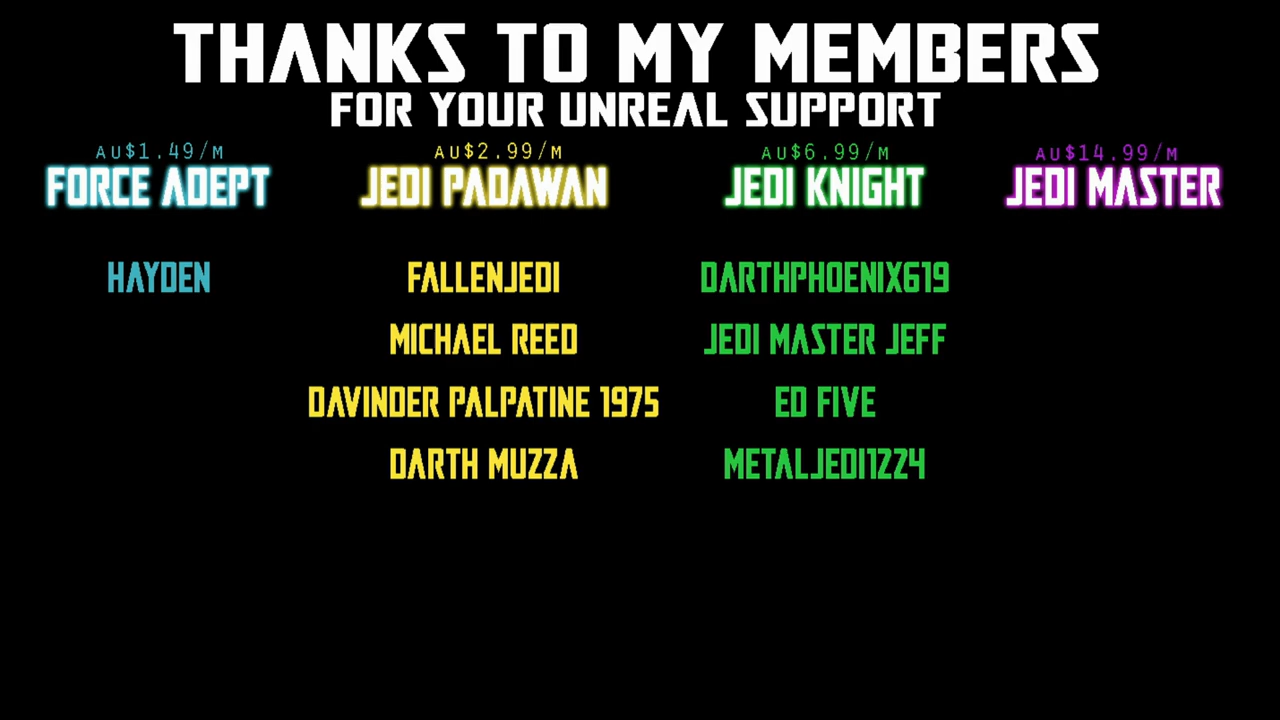 THANKS TO MY MEMBERS
FOR YOUR UNREAL SUPPORT
AU$1.49/M
FORCE ADEPT
HAYDEN
AU$2.99/M
JEDI PADAWAN
FALLENJEDI
MICHAEL REED
DAVINDER PALPATINE 1975
DARTH MUZZA
AU$6.99/M
JEDI KNIGHT
DARTHPHOENIX619
JEDI MASTER JEFF
ED FIVE
METALJEDI1224
AU$14.99/M
JEDI MASTER